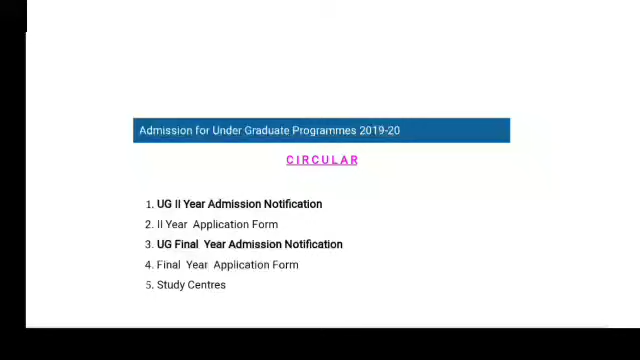 Admission for Under Graduate Programmes 2019-20
CIRCULAR
1. UG II Year Admission Notification
2. II Year Application Form
3. UG Final Year Admission Notification
4. Final Year Application Form
5. Study Centres